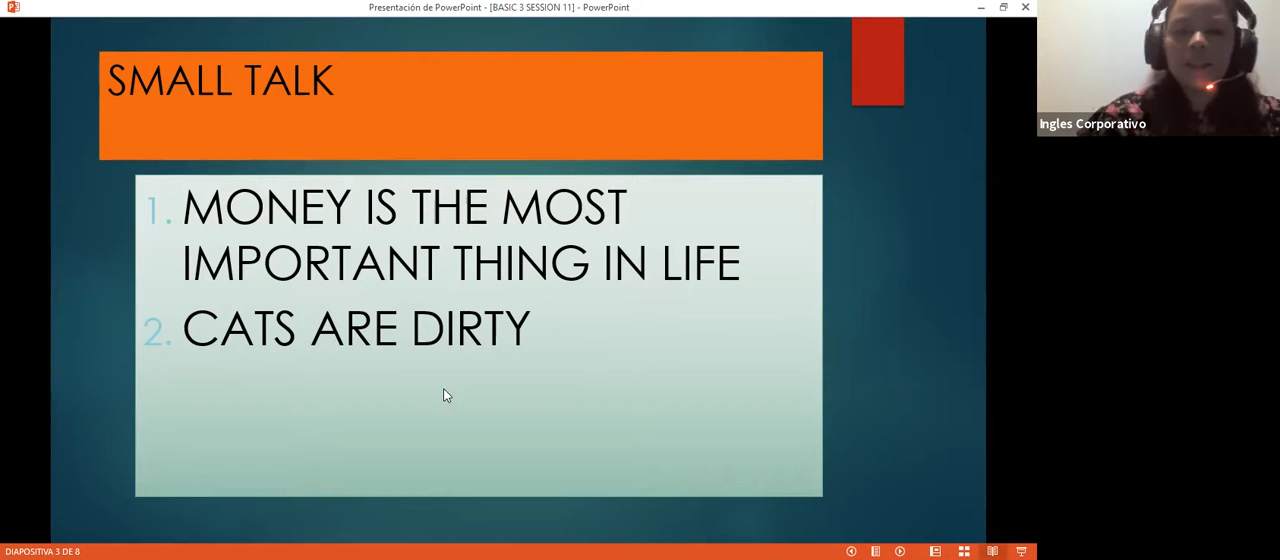 Presentación de PowerPoint - [BASIC 3 SESSION 11] - PowerPoint
SMALL TALK
1. MONEY IS THE MOST
IMPORTANT THING IN LIFE
2. CATS ARE DIRTY
Ingles Corporativo
DIAPOSITIVA 3 DE 8